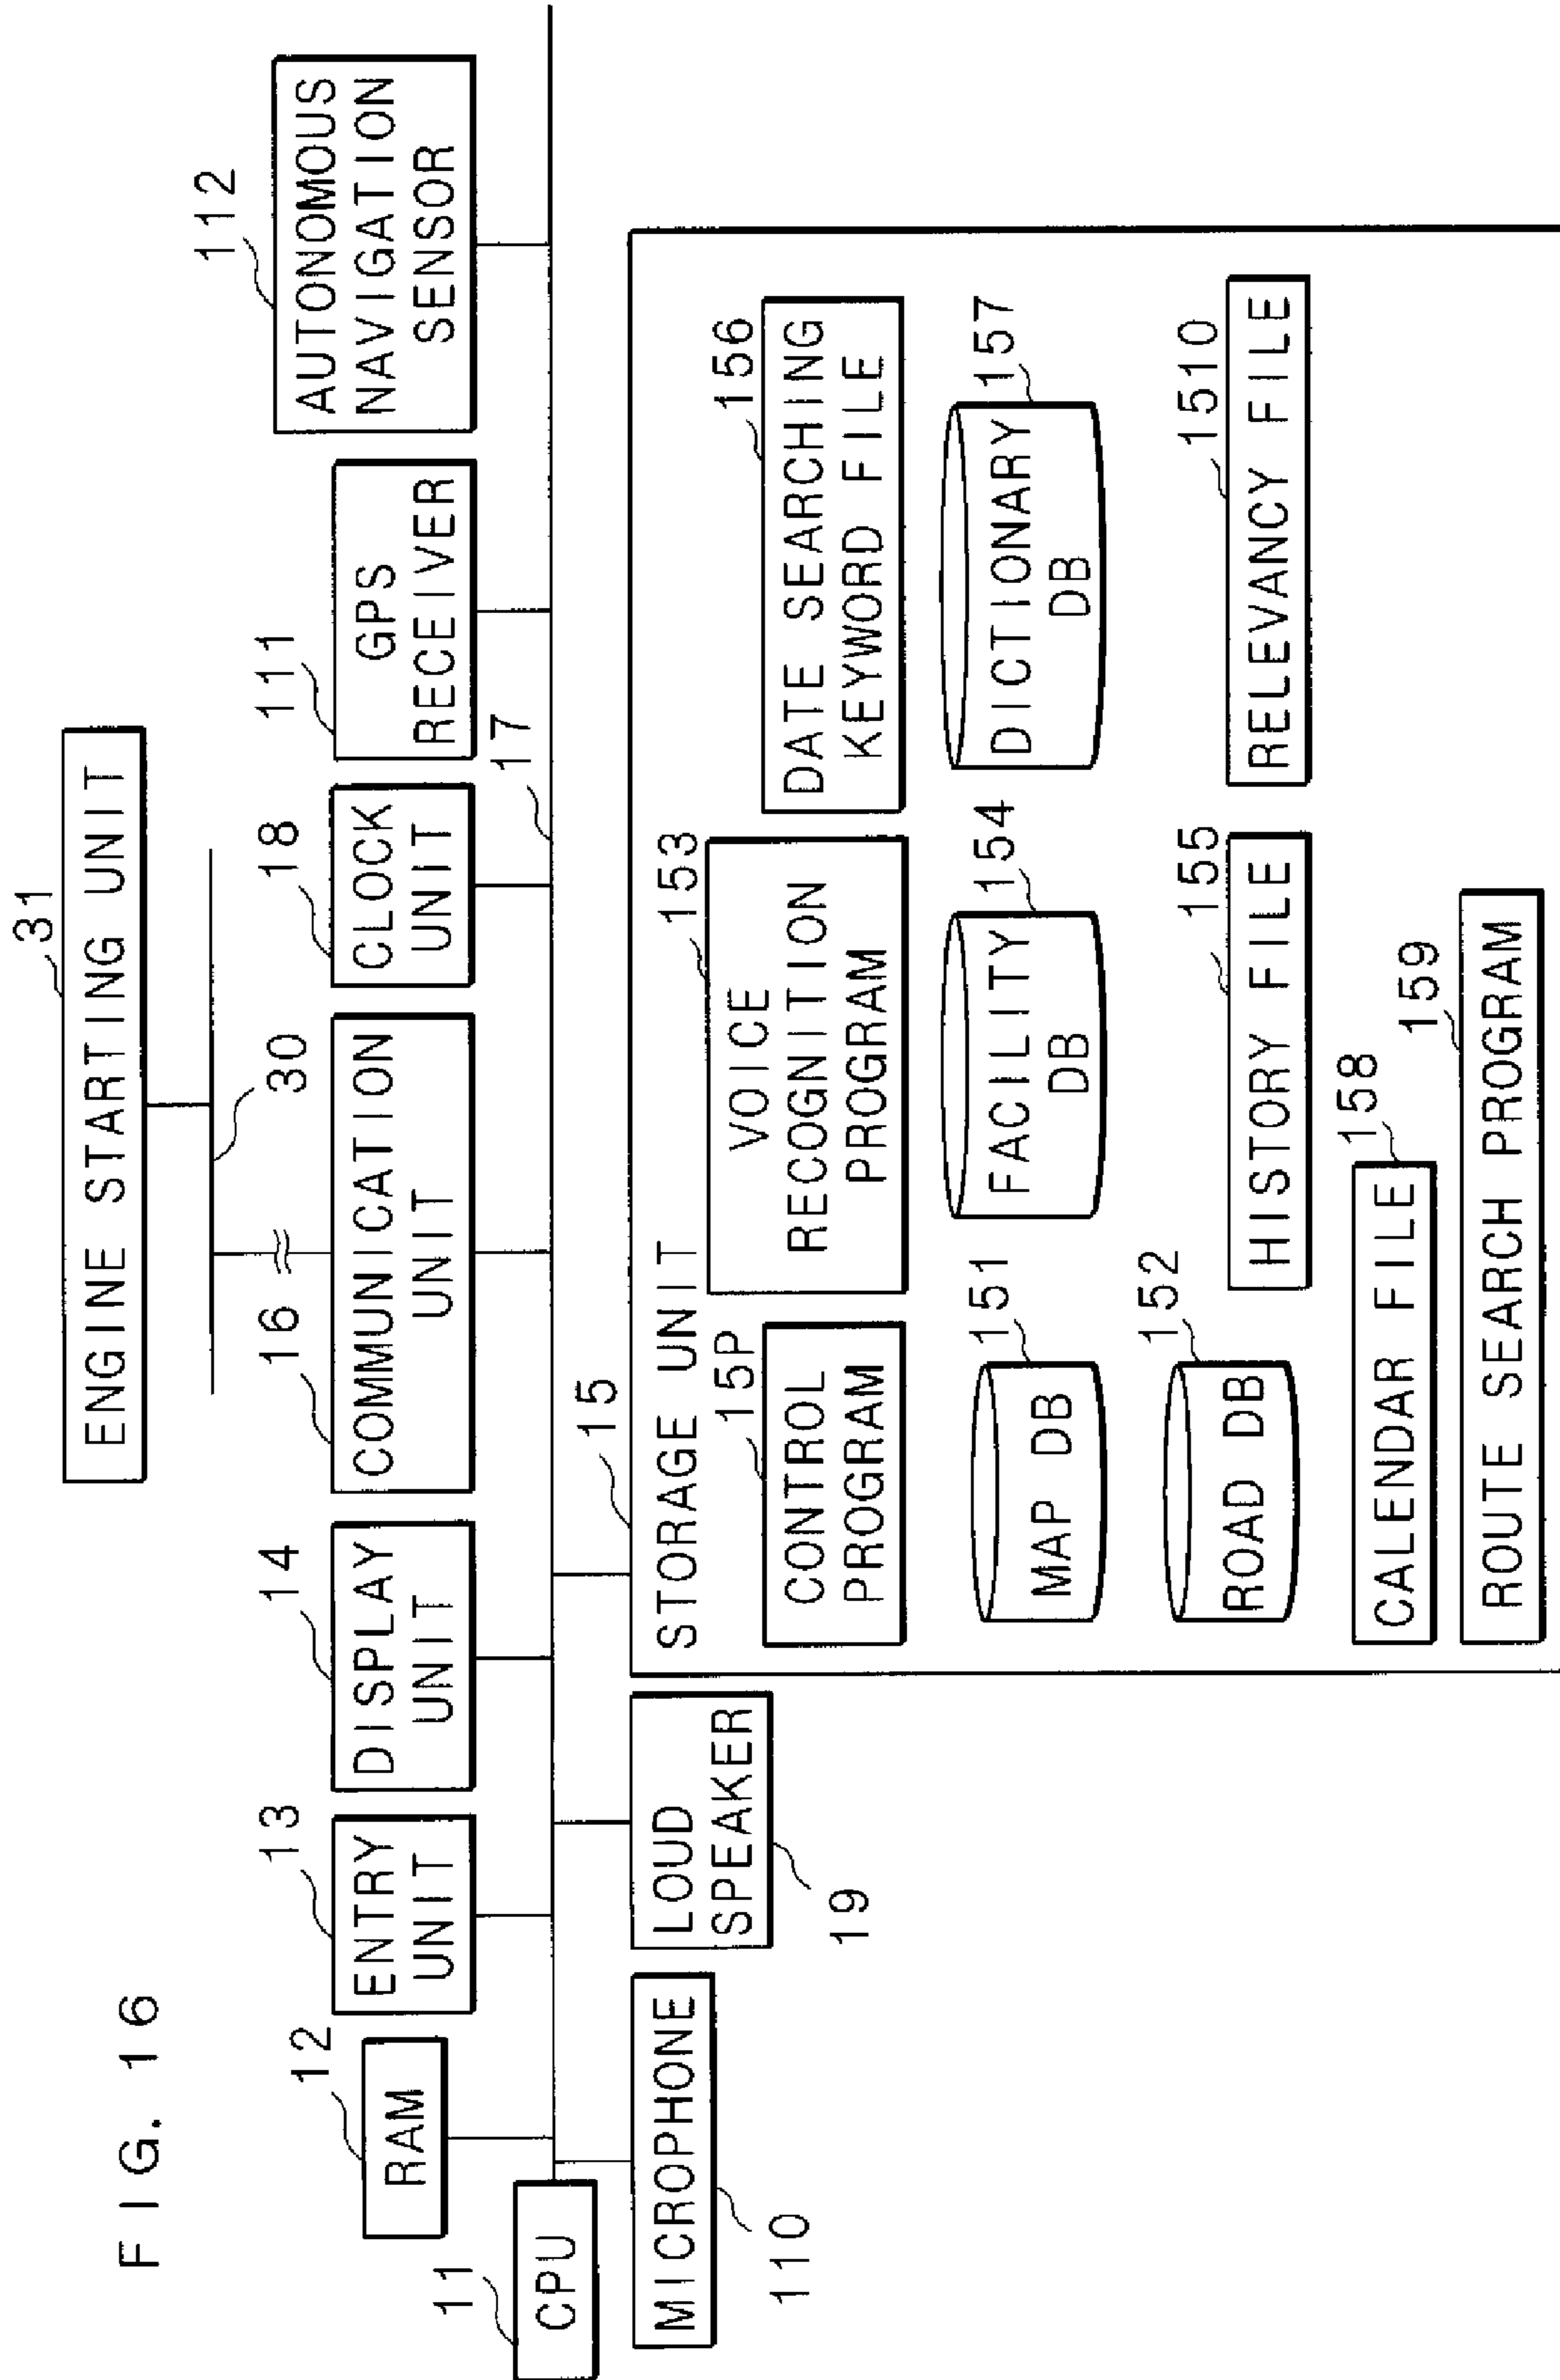 FIG. 16
31
ENGINE STARTING UNIT
30
11
CPU
12
RAM
13
ENTRY
UNIT
14
DISPLAY
UNIT
16
COMMUNICATION
UNIT
18
CLOCK
UNIT
111
GPS
RECEIVER
112
AUTONOMOUS
NAVIGATION
SENSOR
17
MICROPHONE
110
LOUD
SPEAKER
19
15
STORAGE UNIT
15P
CONTROL
PROGRAM
153
VOICE
RECOGNITION
PROGRAM
156
DATE SEARCHING
KEYWORD FILE
151
MAP DB
154
FACILITY
DB
157
DICTIONARY
DB
152
ROAD DB
155
HISTORY FILE
1510
RELEVANCY FILE
158
CALENDAR FILE
159
ROUTE SEARCH PROGRAM